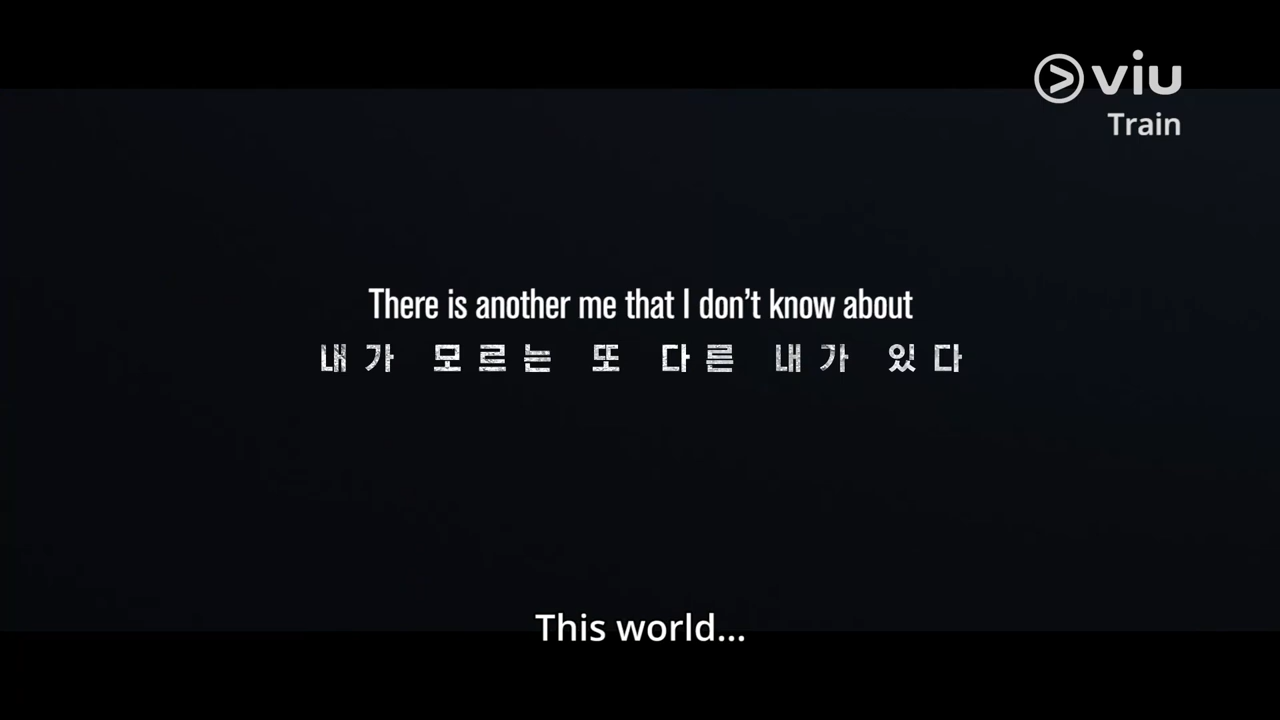 viu
Train
There is another me that I don’t know about
내가 모르는 또 다른 내가 있다
This world...